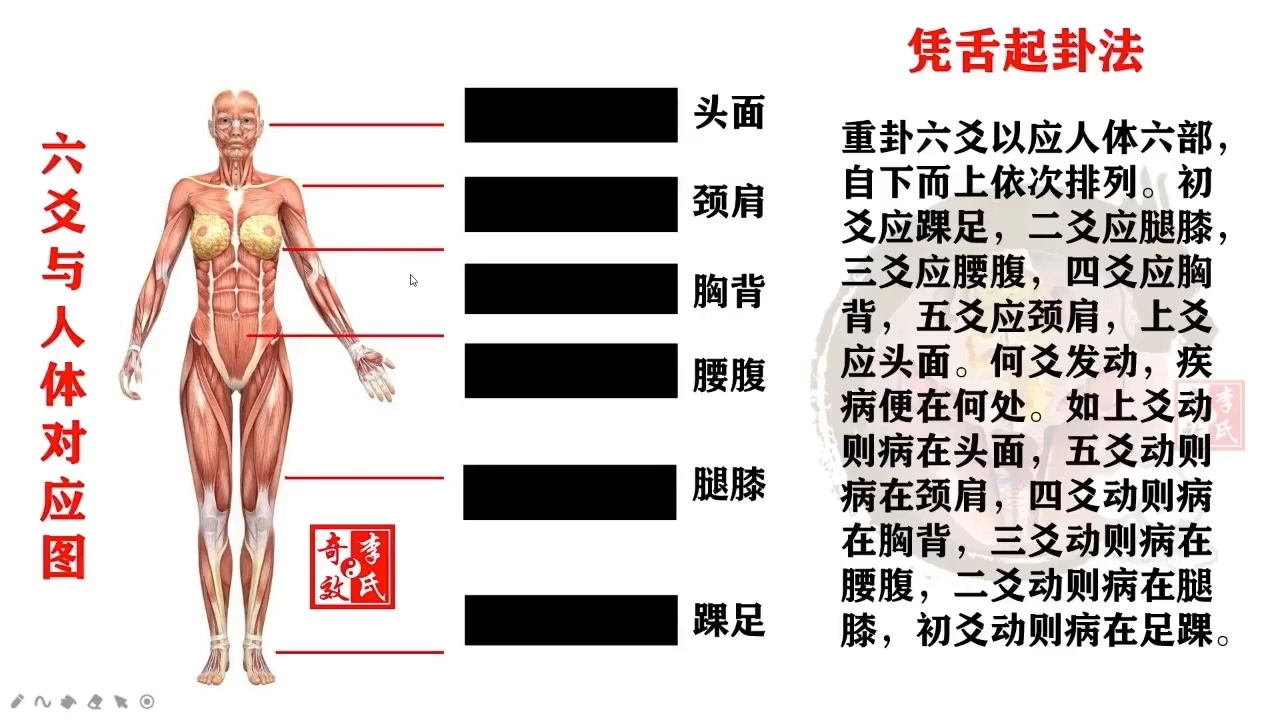 凭舌起卦法
六爻与人体对应图
头面
颈肩
胸背
腰腹
腿膝
踝足
重卦六爻以应人体六部，
自下而上依次排列。初
爻应踝足，二爻应腿膝，
三爻应腰腹，四爻应胸
背，五爻应颈肩，上爻
应头面。何爻发动，疾
病便在何处。如上爻动
则病在头面，五爻动则
病在颈肩，四爻动则病
在胸背，三爻动则病在
腰腹，二爻动则病在腿
膝，初爻动则病在足踝。
李氏
奇效
李氏